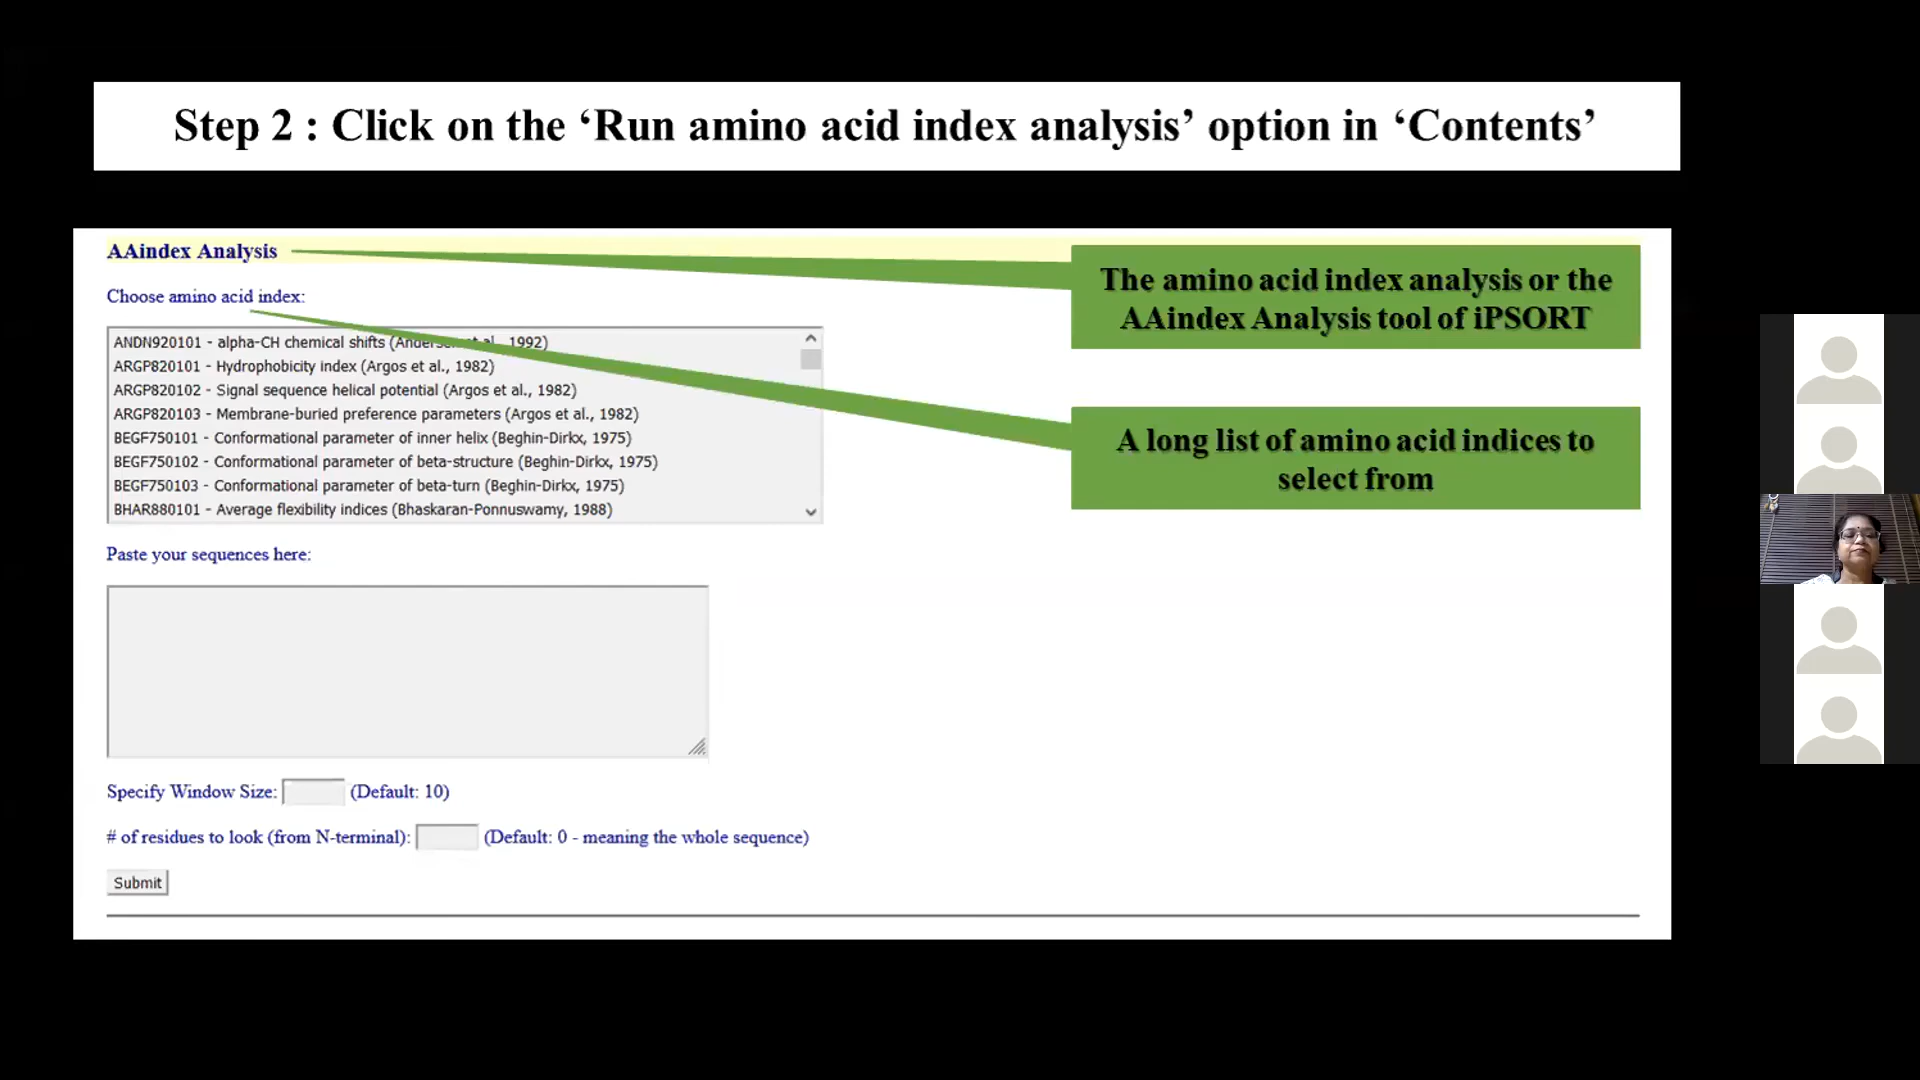 Step 2 : Click on the ‘Run amino acid index analysis’ option in ‘Contents’
AAindex Analysis
The amino acid index analysis or the
AAindex Analysis tool of iPSORT
Choose amino acid index:
ANDN920101 - alpha-CH chemical shifts (Andersen et al., 1992)
ARGP820101 - Hydrophobicity index (Argos et al., 1982)
ARGP820102 - Signal sequence helical potential (Argos et al., 1982)
ARGP820103 - Membrane-buried preference parameters (Argos et al., 1982)
BEGF750101 - Conformational parameter of inner helix (Beghin-Dirkx, 1975)
BEGF750102 - Conformational parameter of beta-structure (Beghin-Dirkx, 1975)
BEGF750103 - Conformational parameter of beta-turn (Beghin-Dirkx, 1975)
BHAR880101 - Average flexibility indices (Bhaskaran-Ponnuswamy, 1988)
A long list of amino acid indices to
select from
Paste your sequences here:
Specify Window Size: (Default: 10)
# of residues to look (from N-terminal): (Default: 0 - meaning the whole sequence)
Submit